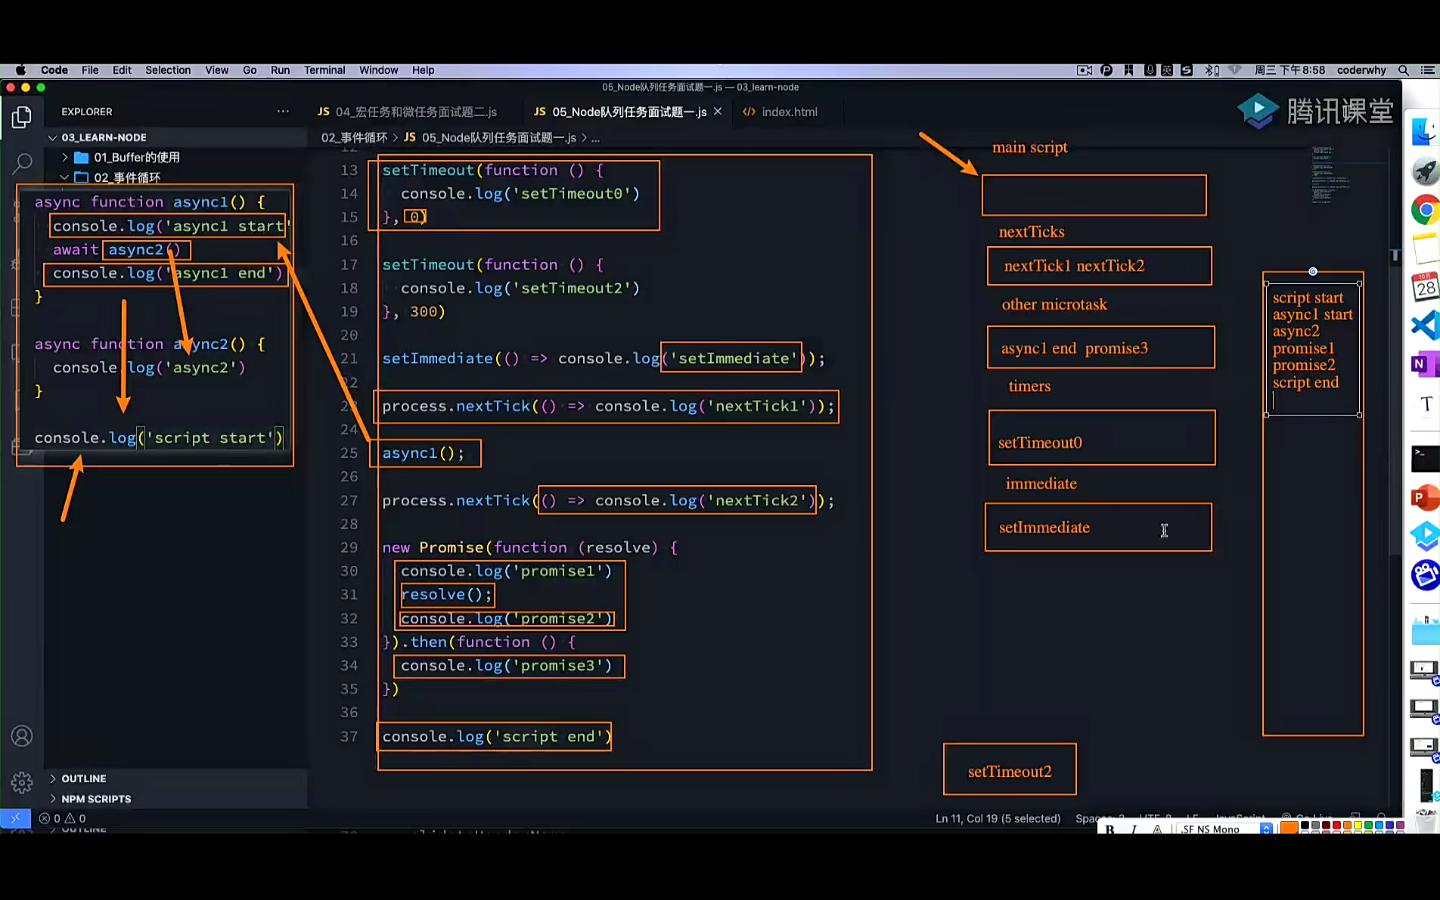 Code File Edit Selection View Go Run Terminal Window Help
周三 下午8:58 coderwhy
05_Node队列任务面试题一.js — 03_learn-node
EXPLORER ···
JS 04_宏任务和微任务面试题二.js
JS 05_Node队列任务面试题一.js ×
<> index.html
腾讯课堂
03_LEARN-NODE
01_Buffer的使用
02_事件循环
02_事件循环 > JS 05_Node队列任务面试题一.js > ...
async function async1() {
console.log('async1 start'
await async2()
console.log('async1 end')
}
async function async2() {
console.log('async2')
}
console.log('script start')
13 setTimeout(function () {
14 console.log('setTimeout0')
15 }, 0)
16
17 setTimeout(function () {
18 console.log('setTimeout2')
19 }, 300)
20
21 setImmediate(() => console.log('setImmediate'));
22
23 process.nextTick(() => console.log('nextTick1'));
24
25 async1();
26
27 process.nextTick(() => console.log('nextTick2'));
28
29 new Promise(function (resolve) {
30 console.log('promise1')
31 resolve();
32 console.log('promise2')
33 }).then(function () {
34 console.log('promise3')
35 })
36
37 console.log('script end')
main script
nextTicks
nextTick1 nextTick2
other microtask
async1 end promise3
timers
setTimeout0
immediate
setImmediate
setTimeout2
script start
async1 start
async2
promise1
promise2
script end
OUTLINE
NPM SCRIPTS
0 0
Ln 11, Col 19 (5 selected)
OUTLINE
.SF NS Mono
28